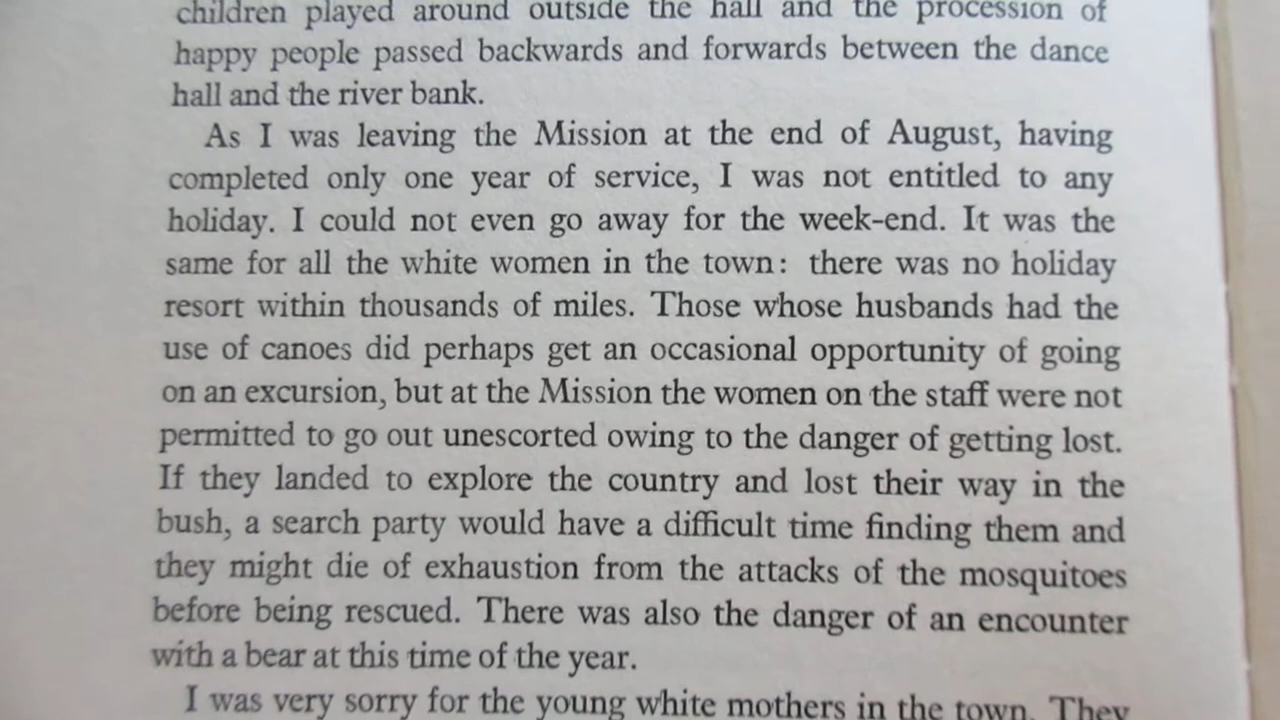 children played around outside the hall and the procession of
happy people passed backwards and forwards between the dance
hall and the river bank.
As I was leaving the Mission at the end of August, having
completed only one year of service, I was not entitled to any
holiday. I could not even go away for the week-end. It was the
same for all the white women in the town: there was no holiday
resort within thousands of miles. Those whose husbands had the
use of canoes did perhaps get an occasional opportunity of going
on an excursion, but at the Mission the women on the staff were not
permitted to go out unescorted owing to the danger of getting lost.
If they landed to explore the country and lost their way in the
bush, a search party would have a difficult time finding them and
they might die of exhaustion from the attacks of the mosquitoes
before being rescued. There was also the danger of an encounter
with a bear at this time of the year.
I was very sorry for the young white mothers in the town. They